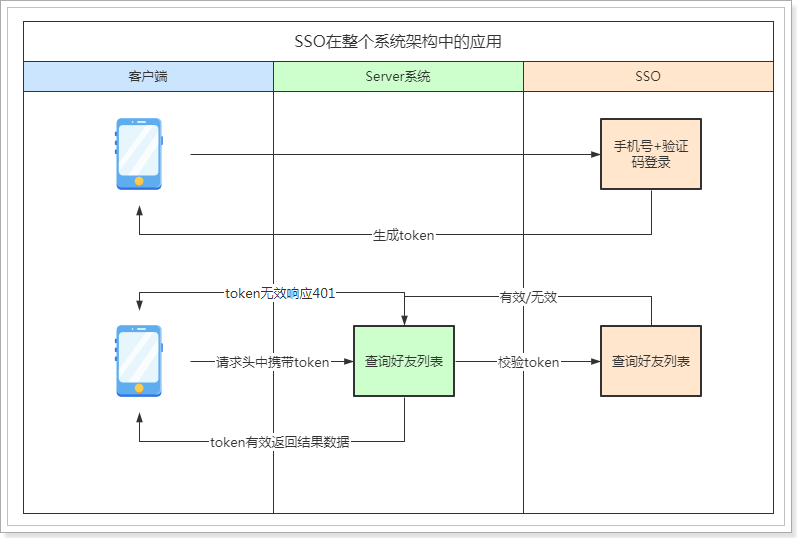 SSO在整个系统架构中的应用
客户端
Server系统
SSO
手机号+验证
码登录
生成token
token无效响应401
有效/无效
请求头中携带token
查询好友列表
校验token
查询好友列表
token有效返回结果数据